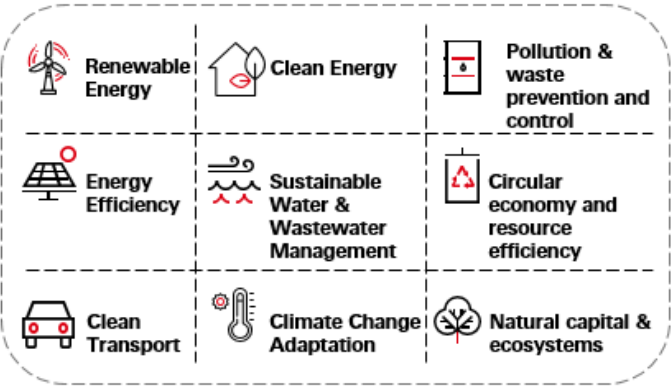 Renewable
Energy
Clean Energy
Pollution &
waste
prevention and
control
Energy
Efficiency
Sustainable
Water &
Wastewater
Management
Circular
economy and
resource
efficiency
Clean
Transport
Climate Change
Adaptation
Natural capital &
ecosystems